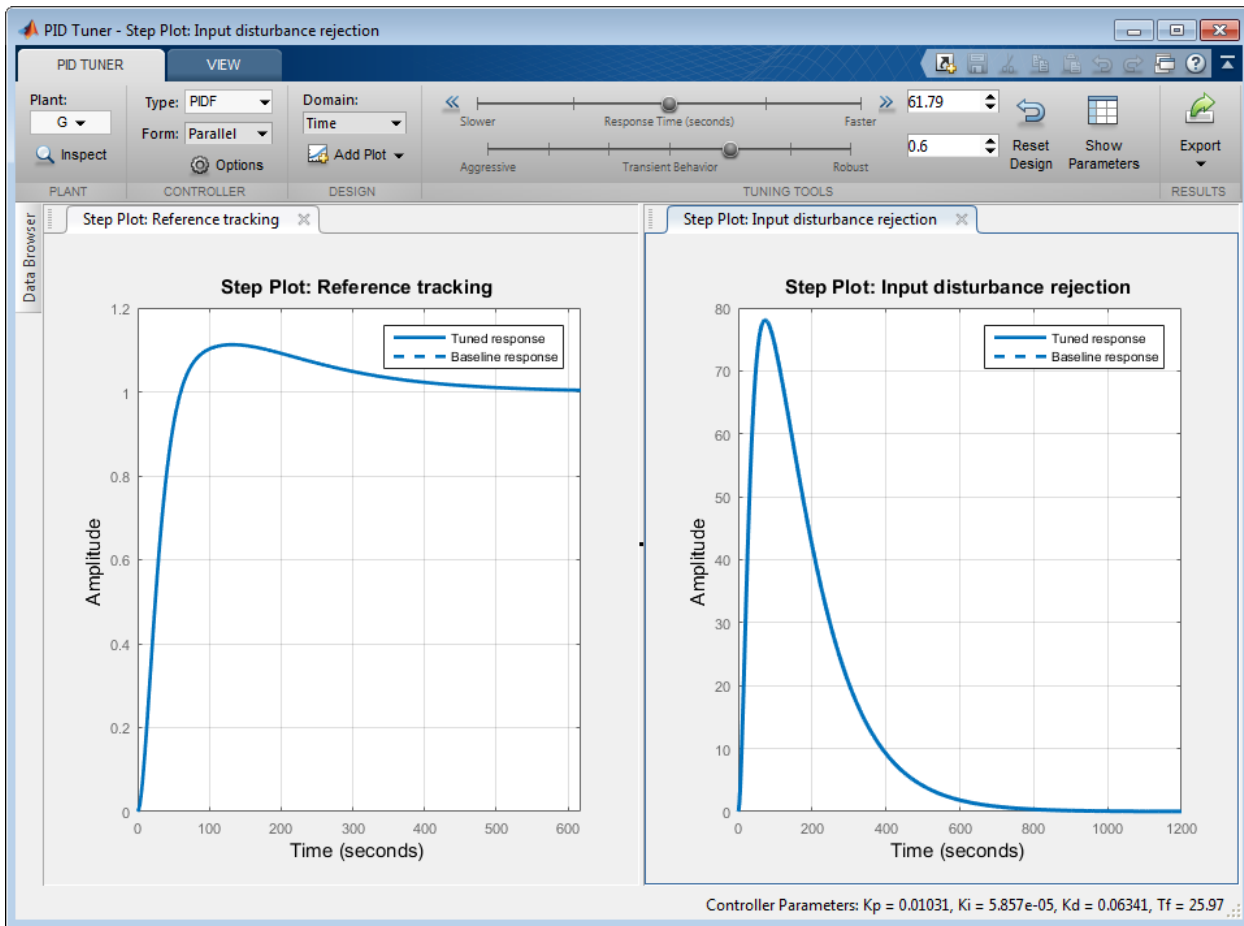 PID Tuner - Step Plot: Input disturbance rejection
PID TUNER
VIEW
Plant:
G
Inspect
PLANT
Type: PIDF
Form: Parallel
Options
CONTROLLER
Domain:
Time
Add Plot
DESIGN
Slower
Response Time (seconds)
Faster
61.79
Aggressive
Transient Behavior
Robust
0.6
Reset
Design
Show
Parameters
TUNING TOOLS
Export
RESULTS
Data Browser
Step Plot: Reference tracking
Step Plot: Reference tracking
Tuned response
Baseline response
1.2
1
0.8
0.6
0.4
0.2
0
Amplitude
0 100 200 300 400 500 600
Time (seconds)
Step Plot: Input disturbance rejection
Step Plot: Input disturbance rejection
Tuned response
Baseline response
80
70
60
50
40
30
20
10
0
Amplitude
0 200 400 600 800 1000 1200
Time (seconds)
Controller Parameters: Kp = 0.01031, Ki = 5.857e-05, Kd = 0.06341, Tf = 25.97